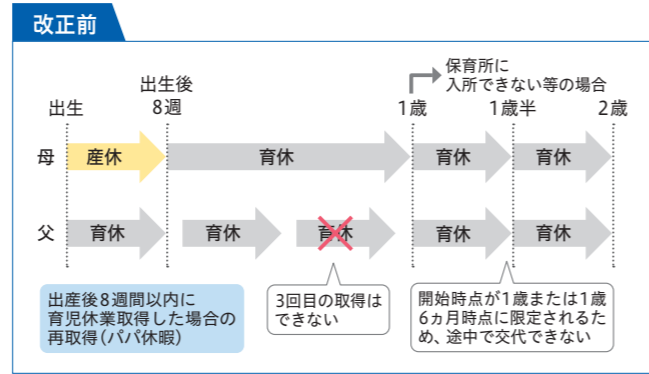 改正前
保育所に
入所できない等の場合
出生
出生後
8週
1歳
1歳半
2歳
母
産休
育休
育休
育休
父
育休
育休
育休
育休
育休
出産後8週間以内に
育児休業取得した場合の
再取得(パパ休暇)
3回目の取得は
できない
開始時点が1歳または1歳
6ヵ月時点に限定されるた
め、途中で交代できない